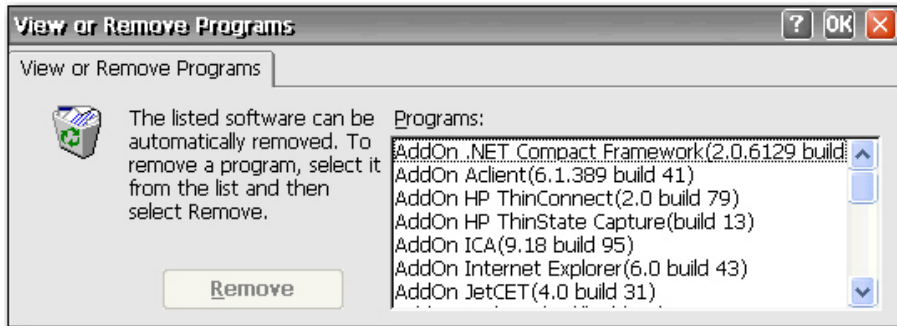 View or Remove Programs
? OK X
View or Remove Programs
The listed software can be
automatically removed. To
remove a program, select it
from the list and then
select Remove.
Remove
Programs:
AddOn .NET Compact Framework(2.0.6129 build
AddOn Aclient(6.1.389 build 41)
AddOn HP ThinConnect(2.0 build 79)
AddOn HP ThinState Capture(build 13)
AddOn ICA(9.18 build 95)
AddOn Internet Explorer(6.0 build 43)
AddOn JetCET(4.0 build 31)